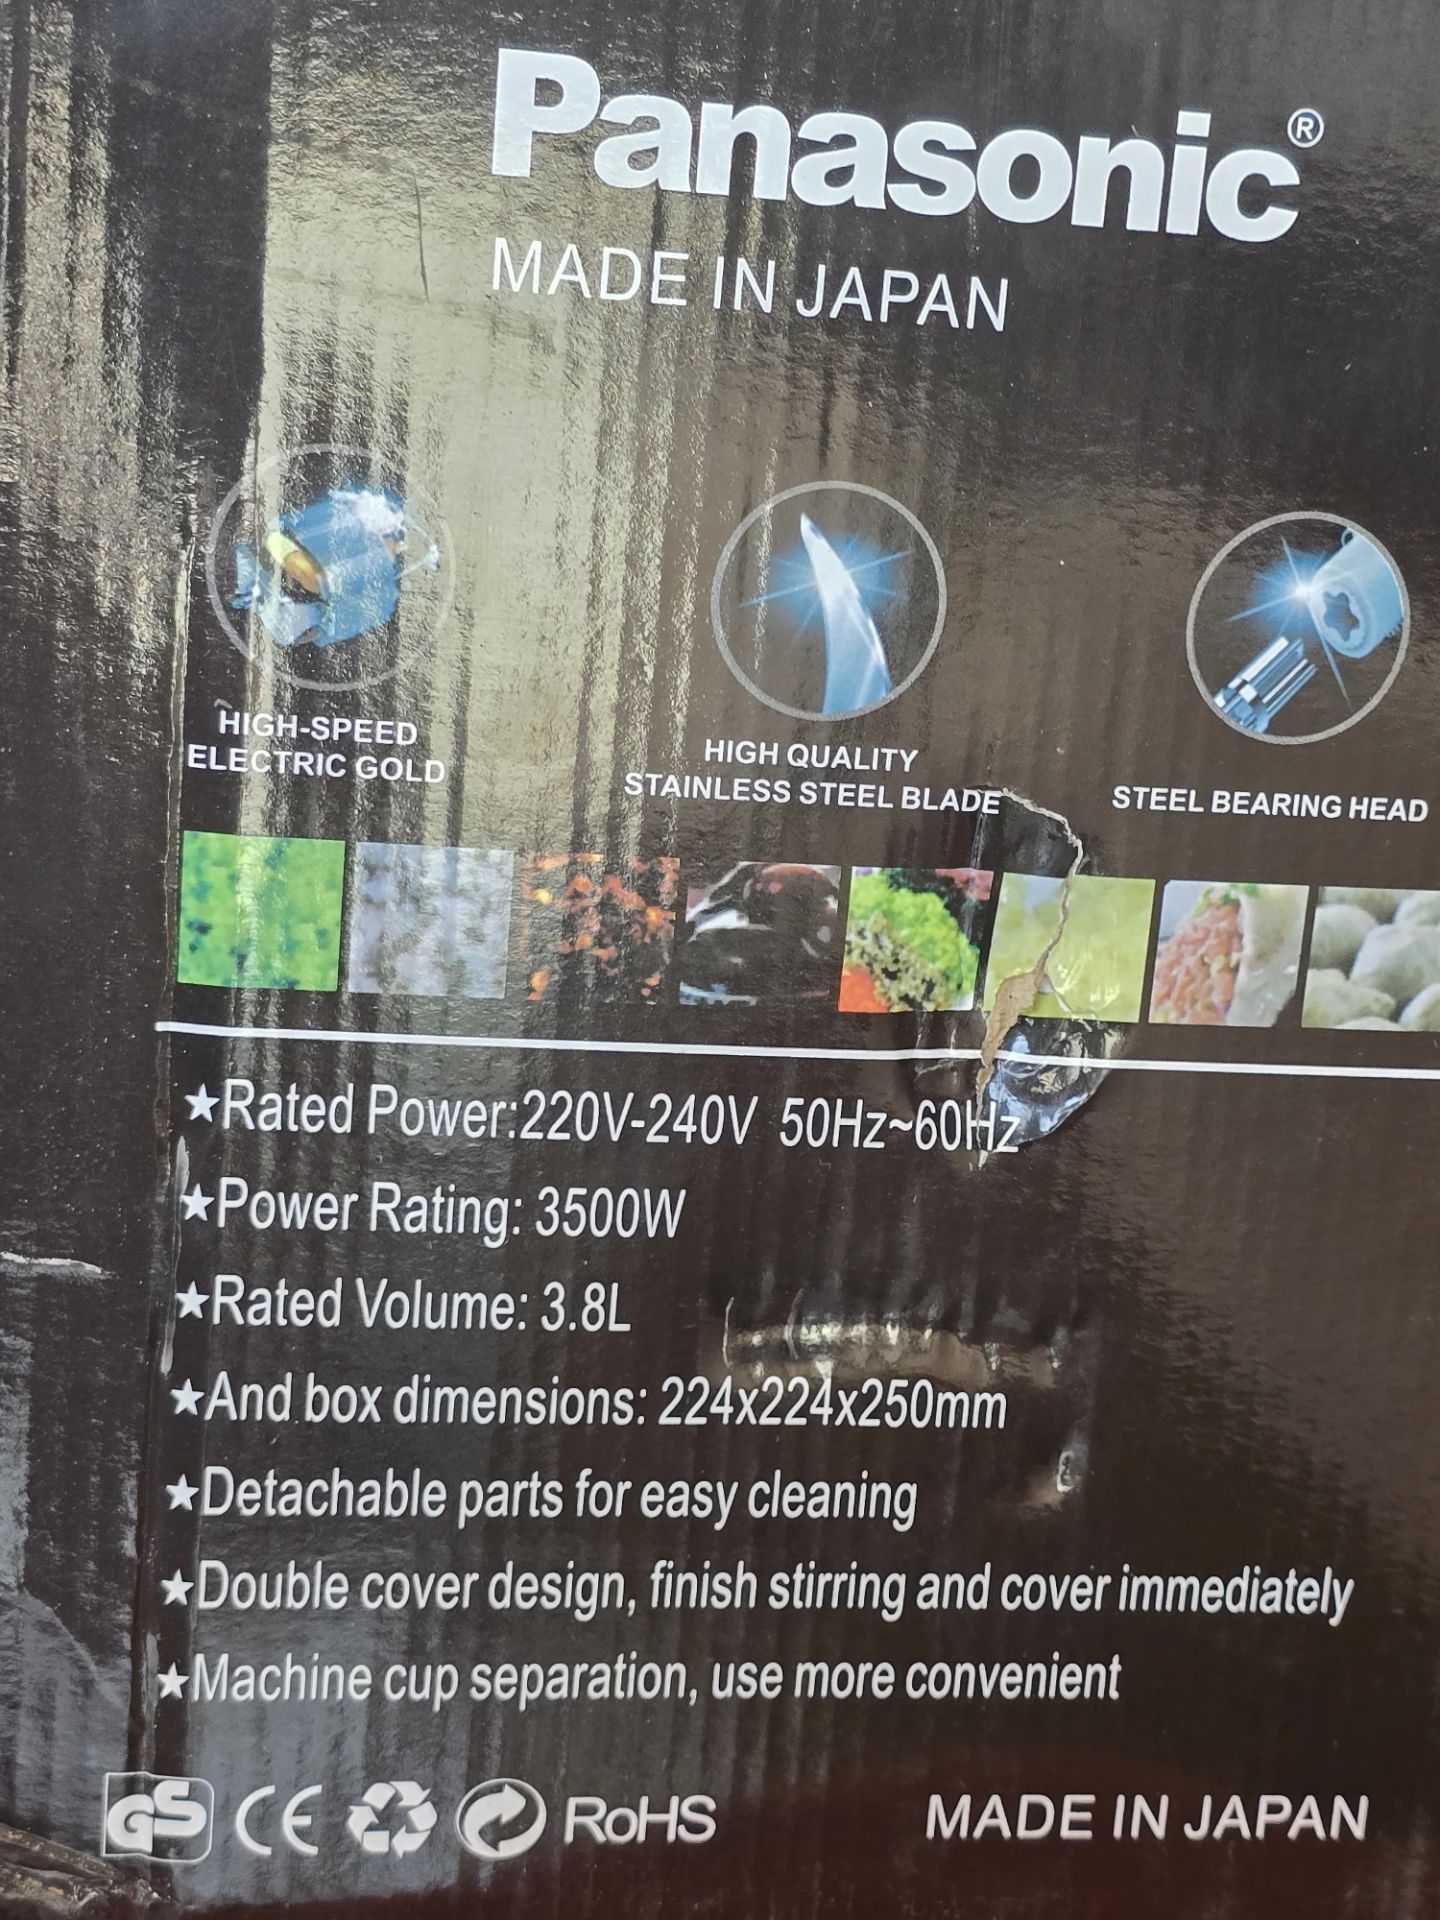 Panasonic®
MADE IN JAPAN
HIGH-SPEED
ELECTRIC GOLD
HIGH QUALITY
STAINLESS STEEL BLADE
STEEL BEARING HEAD
★Rated Power:220V-240V 50Hz~60Hz
★Power Rating: 3500W
★Rated Volume: 3.8L
★And box dimensions: 224x224x250mm
★Detachable parts for easy cleaning
★Double cover design, finish stirring and cover immediately
★Machine cup separation, use more convenient
GS CE RoHS MADE IN JAPAN